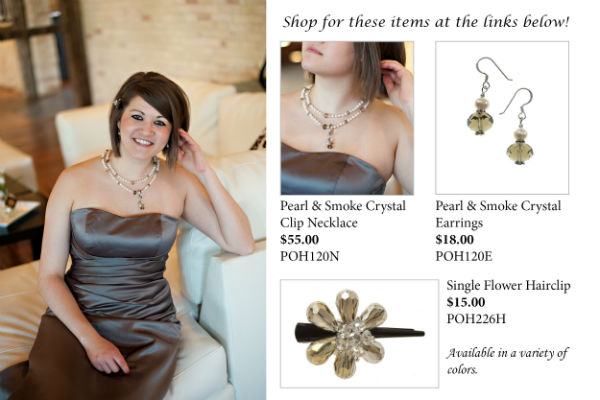 Shop for these items at the links below!
Pearl & Smoke Crystal
Clip Necklace
$55.00
POH120N
Pearl & Smoke Crystal
Earrings
$18.00
POH120E
Single Flower Hairclip
$15.00
POH226H
Available in a variety of
colors.